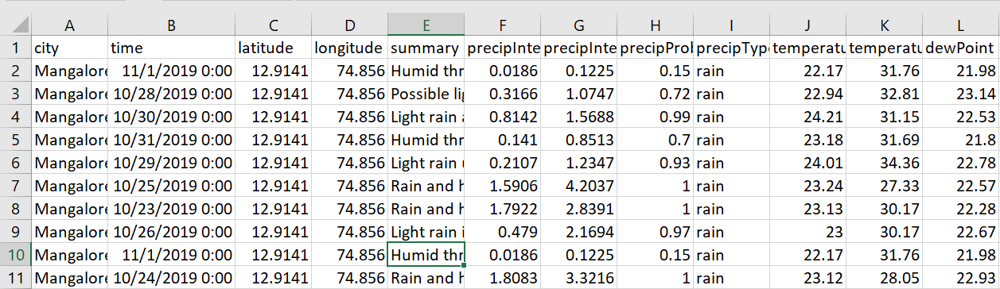 A B C D E F G H I J K L
1 city time latitude longitude summary precipInte precipInte precipProl precipType temperatu temperatu dewPoint
2 Mangalore 11/1/2019 0:00 12.9141 74.856 Humid thr 0.0186 0.1225 0.15 rain 22.17 31.76 21.98
3 Mangalore 10/28/2019 0:00 12.9141 74.856 Possible lig 0.3166 1.0747 0.72 rain 22.94 32.81 23.14
4 Mangalore 10/30/2019 0:00 12.9141 74.856 Light rain a 0.8142 1.5688 0.99 rain 24.21 31.15 22.53
5 Mangalore 10/31/2019 0:00 12.9141 74.856 Humid thr 0.141 0.8513 0.7 rain 23.18 31.69 21.8
6 Mangalore 10/29/2019 0:00 12.9141 74.856 Light rain u 0.2107 1.2347 0.93 rain 24.01 34.36 22.78
7 Mangalore 10/25/2019 0:00 12.9141 74.856 Rain and h 1.5906 4.2037 1 rain 23.24 27.33 22.57
8 Mangalore 10/23/2019 0:00 12.9141 74.856 Rain and h 1.7922 2.8391 1 rain 23.13 30.17 22.28
9 Mangalore 10/26/2019 0:00 12.9141 74.856 Light rain i 0.479 2.1694 0.97 rain 23 30.17 22.67
10 Mangalore 11/1/2019 0:00 12.9141 74.856 Humid thr 0.0186 0.1225 0.15 rain 22.17 31.76 21.98
11 Mangalore 10/24/2019 0:00 12.9141 74.856 Rain and h 1.8083 3.3216 1 rain 23.12 28.05 22.93